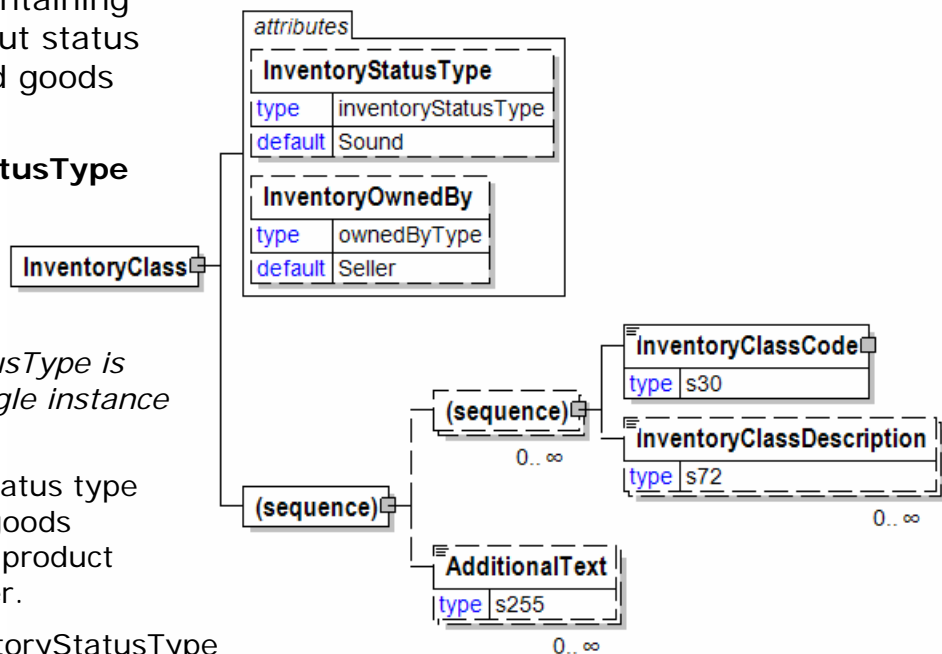 ntaining
ut status
d goods
tusType
usType is
gle instance
atus type
goods
product
r.
toryStatusType
attributes
InventoryStatusType
type inventoryStatusType
default Sound
InventoryOwnedBy
type ownedByType
default Seller
InventoryClass
(sequence)
(sequence)
0.. ∞
InventoryClassCode
type s30
InventoryClassDescription
type s72
0.. ∞
AdditionalText
type s255
0.. ∞